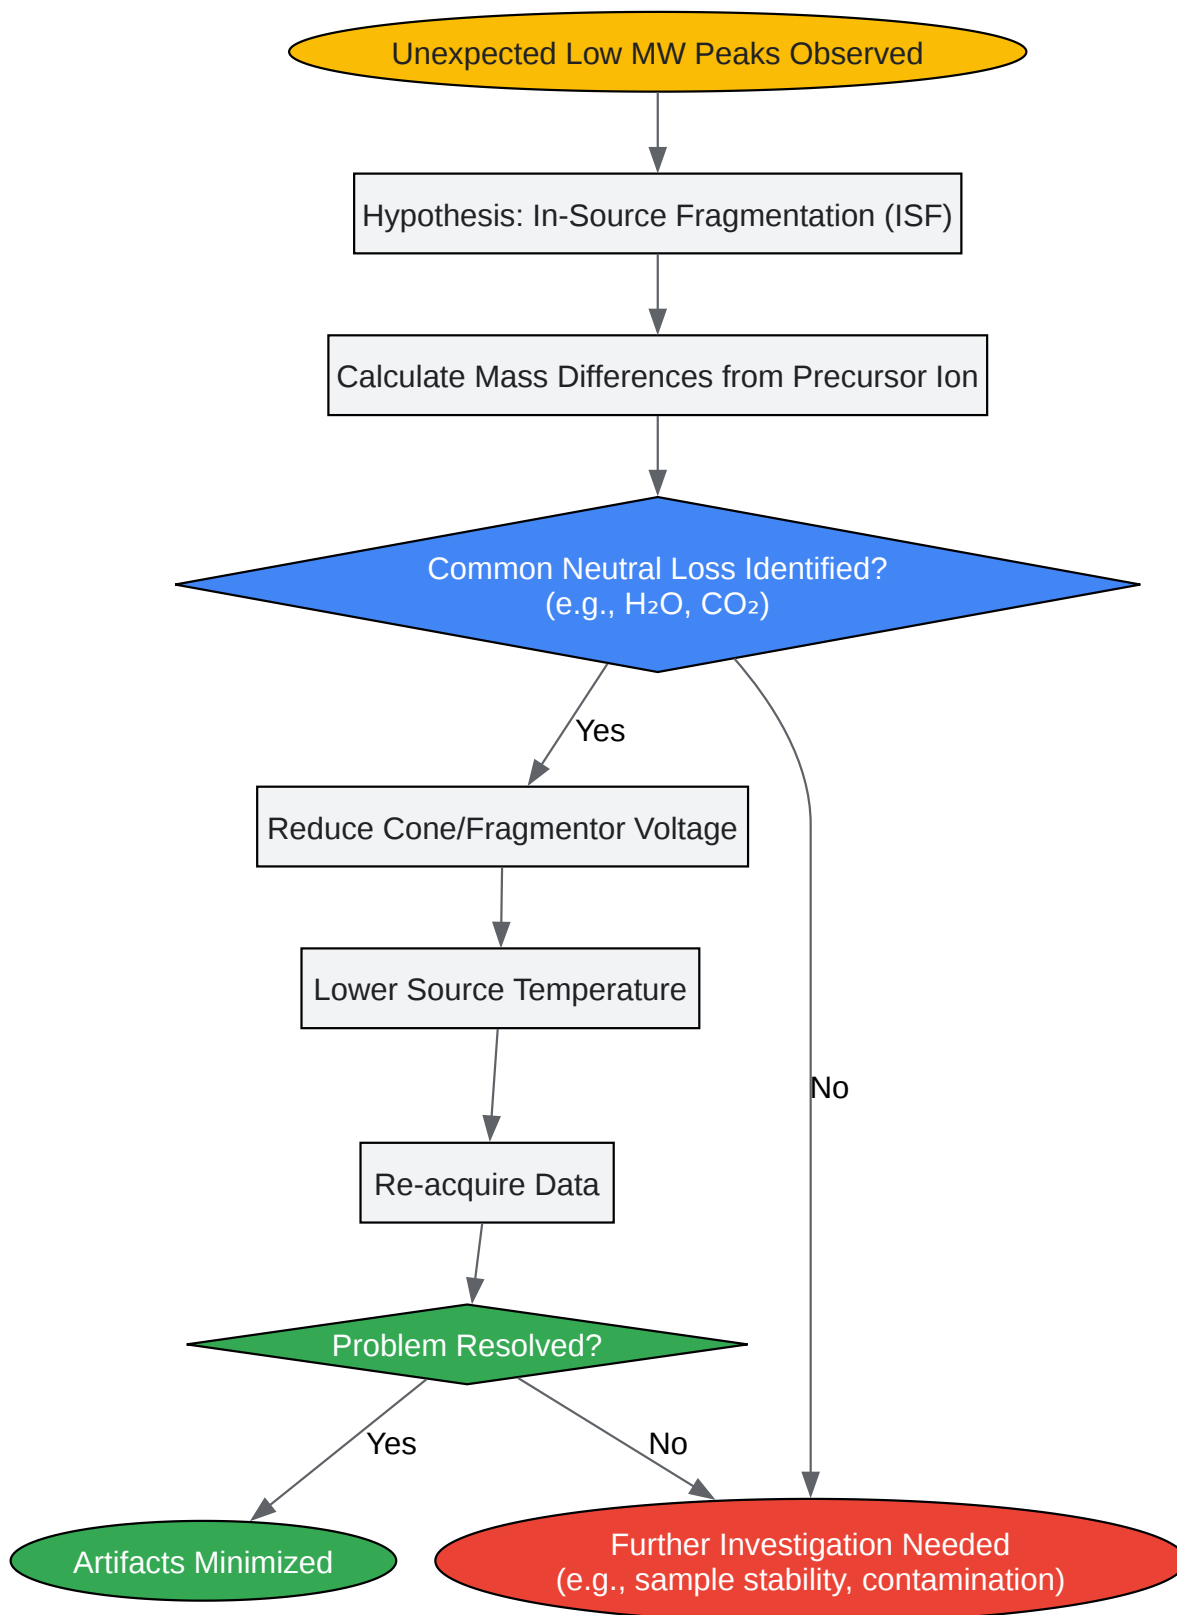 Unexpected Low MW Peaks Observed
Hypothesis: In-Source Fragmentation (ISF)
Calculate Mass Differences from Precursor Ion
Common Neutral Loss Identified?
(e.g., H₂O, CO₂)
Yes
Reduce Cone/Fragmentor Voltage
Lower Source Temperature
No
Re-acquire Data
Problem Resolved?
Yes
No
Artifacts Minimized
Further Investigation Needed
(e.g., sample stability, contamination)